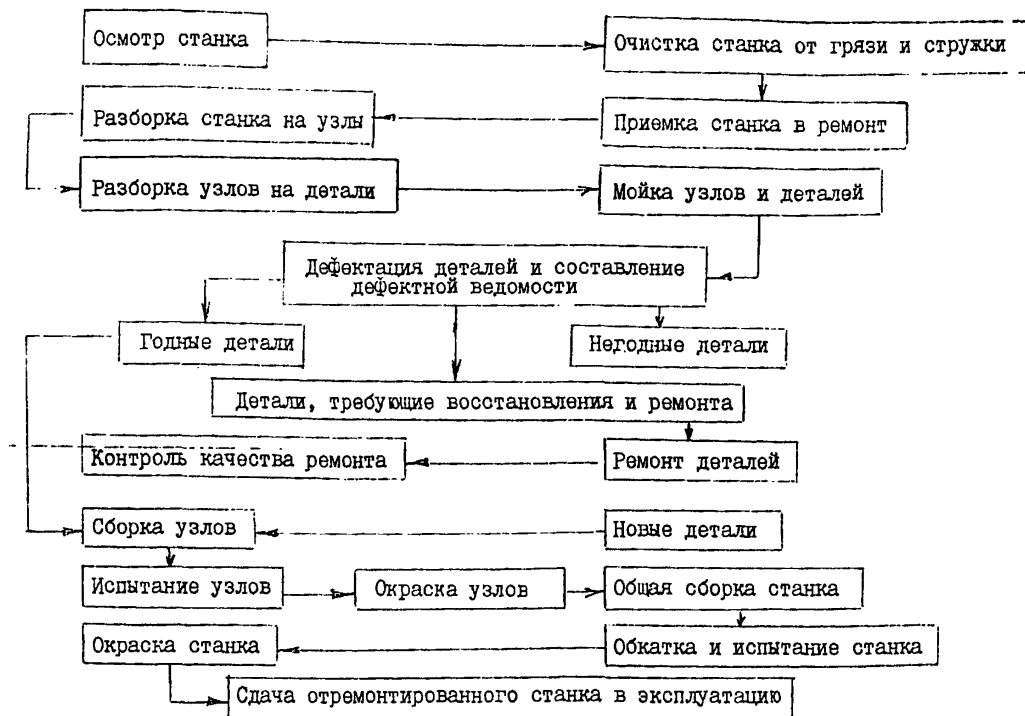 Осмотр станка
Очистка станка от грязи и стружки
Разборка станка на узлы
Приемка станка в ремонт
Разборка узлов на детали
Мойка узлов и деталей
Дефектация деталей и составление
дефектной ведомости
Годные детали
Негодные детали
Детали, требующие восстановления и ремонта
Контроль качества ремонта
Ремонт деталей
Сборка узлов
Новые детали
Испытание узлов
Окраска узлов
Общая сборка станка
Окраска станка
Обкатка и испытание станка
Сдача отремонтированного станка в эксплуатацию